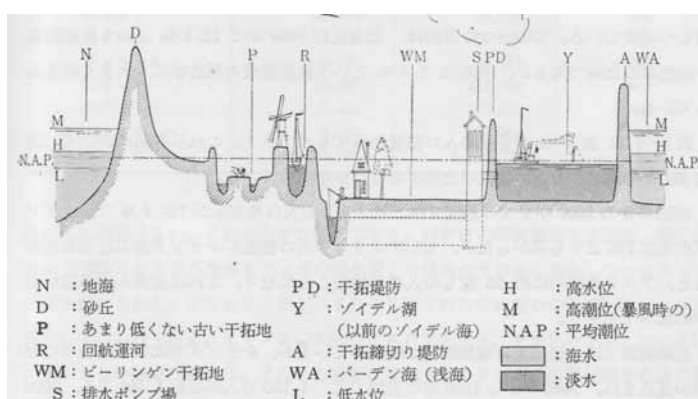 N D P R WM S PD Y A WA
M M
H H
N.A.P. N.A.P.
L L
N : 地海
D : 砂丘
P : あまり低くない古い干拓地
R : 回航運河
WM : ビーリンゲン干拓地
S : 排水ポンプ場
PD : 干拓堤防
Y : ゾイデル湖
(以前のゾイデル海)
A : 干拓締切り堤防
WA : バーデン海(浅海)
L : 低水位
H : 高水位
M : 高潮位(暴風時の)
NAP : 平均潮位
海水
淡水